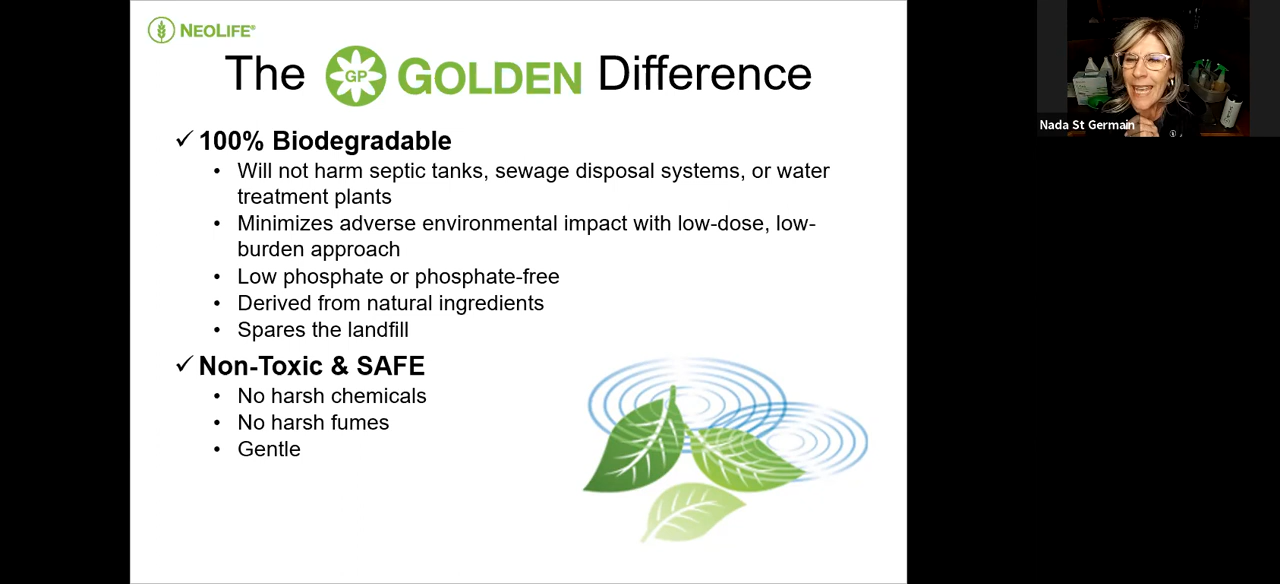 NEOLIFE®
The GP GOLDEN Difference
✓ 100% Biodegradable
• Will not harm septic tanks, sewage disposal systems, or water
treatment plants
• Minimizes adverse environmental impact with low-dose, low-
burden approach
• Low phosphate or phosphate-free
• Derived from natural ingredients
• Spares the landfill
✓ Non-Toxic & SAFE
• No harsh chemicals
• No harsh fumes
• Gentle
Nada St Germain